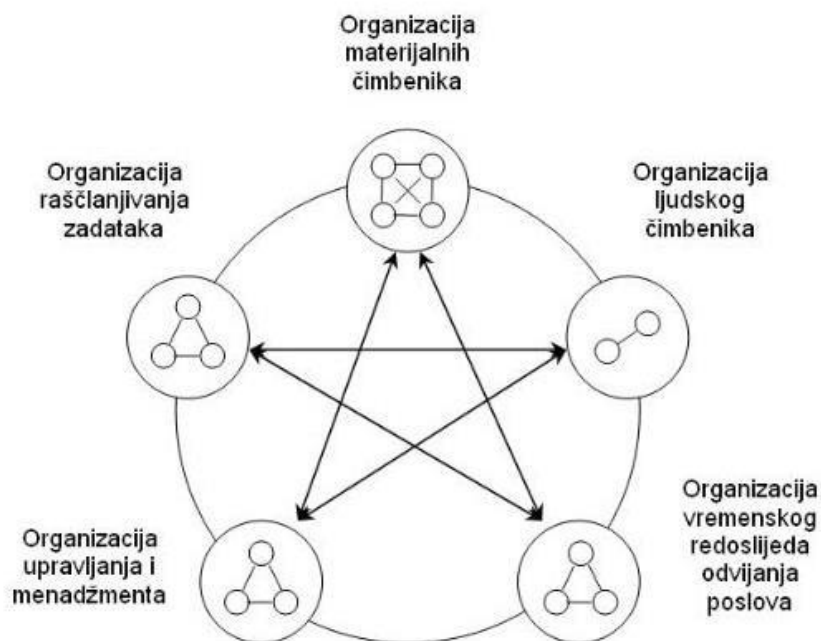 Organizacija
materijalnih
čimbenika
Organizacija
raščlanjivanja
zadataka
Organizacija
ljudskog
čimbenika
Organizacija
upravljanja i
menadžmenta
Organizacija
vremenskog
redoslijeda
odvijanja
poslova